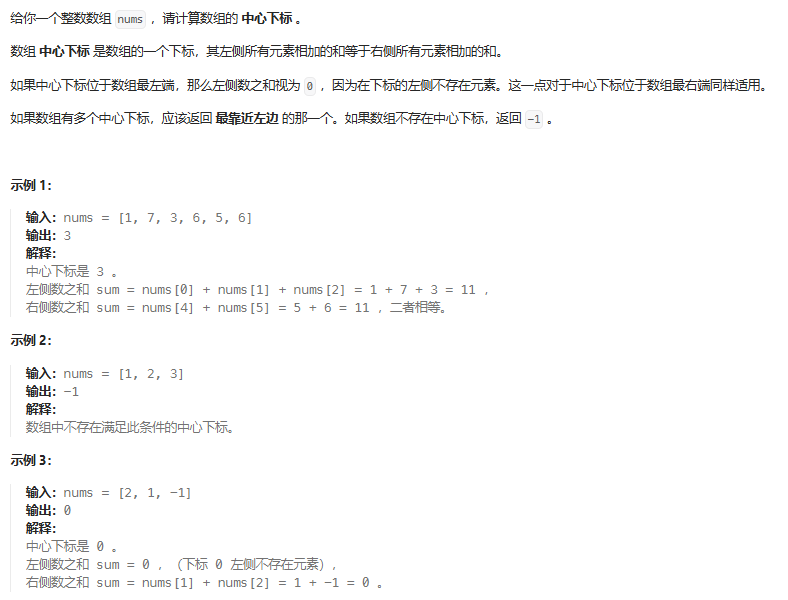 给你一个整数数组 nums ，请计算数组的 中心下标 。
数组 中心下标 是数组的一个下标，其左侧所有元素相加的和等于右侧所有元素相加的和。
如果中心下标位于数组最左端，那么左侧数之和视为 0 ，因为在下标的左侧不存在元素。这一点对于中心下标位于数组最右端同样适用。
如果数组有多个中心下标，应该返回 最靠近左边 的那一个。如果数组不存在中心下标，返回 -1 。
示例 1：
输入：nums = [1, 7, 3, 6, 5, 6]
输出：3
解释：
中心下标是 3 。
左侧数之和 sum = nums[0] + nums[1] + nums[2] = 1 + 7 + 3 = 11 ，
右侧数之和 sum = nums[4] + nums[5] = 5 + 6 = 11 ，二者相等。
示例 2：
输入：nums = [1, 2, 3]
输出：-1
解释：
数组中不存在满足此条件的中心下标。
示例 3：
输入：nums = [2, 1, -1]
输出：0
解释：
中心下标是 0 。
左侧数之和 sum = 0 ，（下标 0 左侧不存在元素），
右侧数之和 sum = nums[1] + nums[2] = 1 + -1 = 0 。